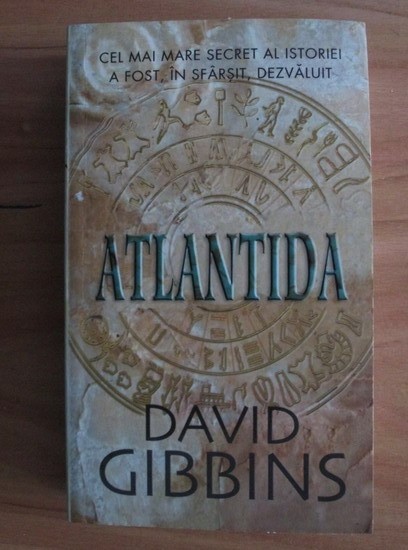 CEL MAI MARE SECRET AL ISTORIEI
A FOST, ÎN SFÂRȘIT, DEZVĂLUIT
ATLANTIDA
DAVID
GIBBINS